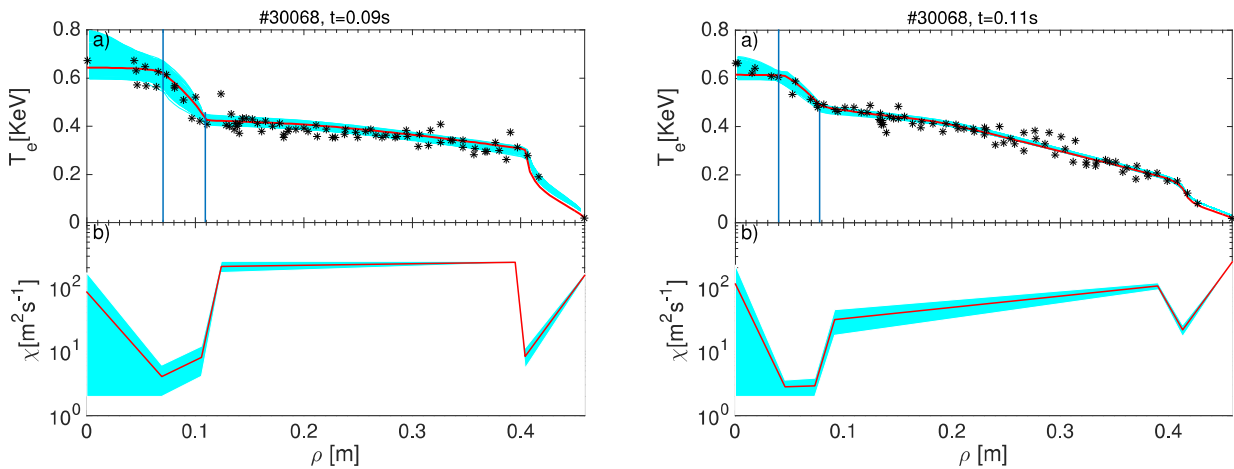 #30068, t=0.09s
a)
0.8
0.6
0.4
0.2
0
T_e[KeV]
b)
10^2
10^1
10^0
χ[m^2s^-1]
0 0.1 0.2 0.3 0.4
ρ [m]
#30068, t=0.11s
a)
0.8
0.6
0.4
0.2
0
T_e[KeV]
b)
10^2
10^1
10^0
χ[m^2s^-1]
0 0.1 0.2 0.3 0.4
ρ [m]